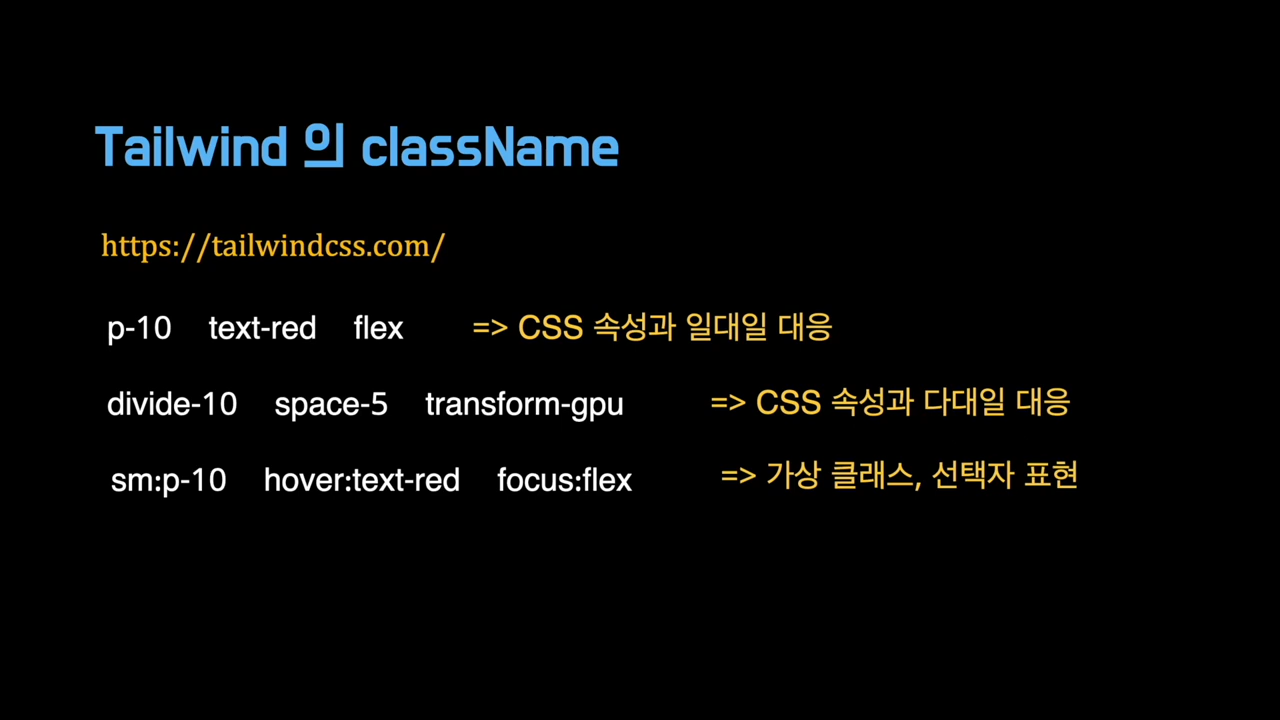 Tailwind 의 className
https://tailwindcss.com/
p-10 text-red flex => CSS 속성과 일대일 대응
divide-10 space-5 transform-gpu => CSS 속성과 다대일 대응
sm:p-10 hover:text-red focus:flex => 가상 클래스, 선택자 표현